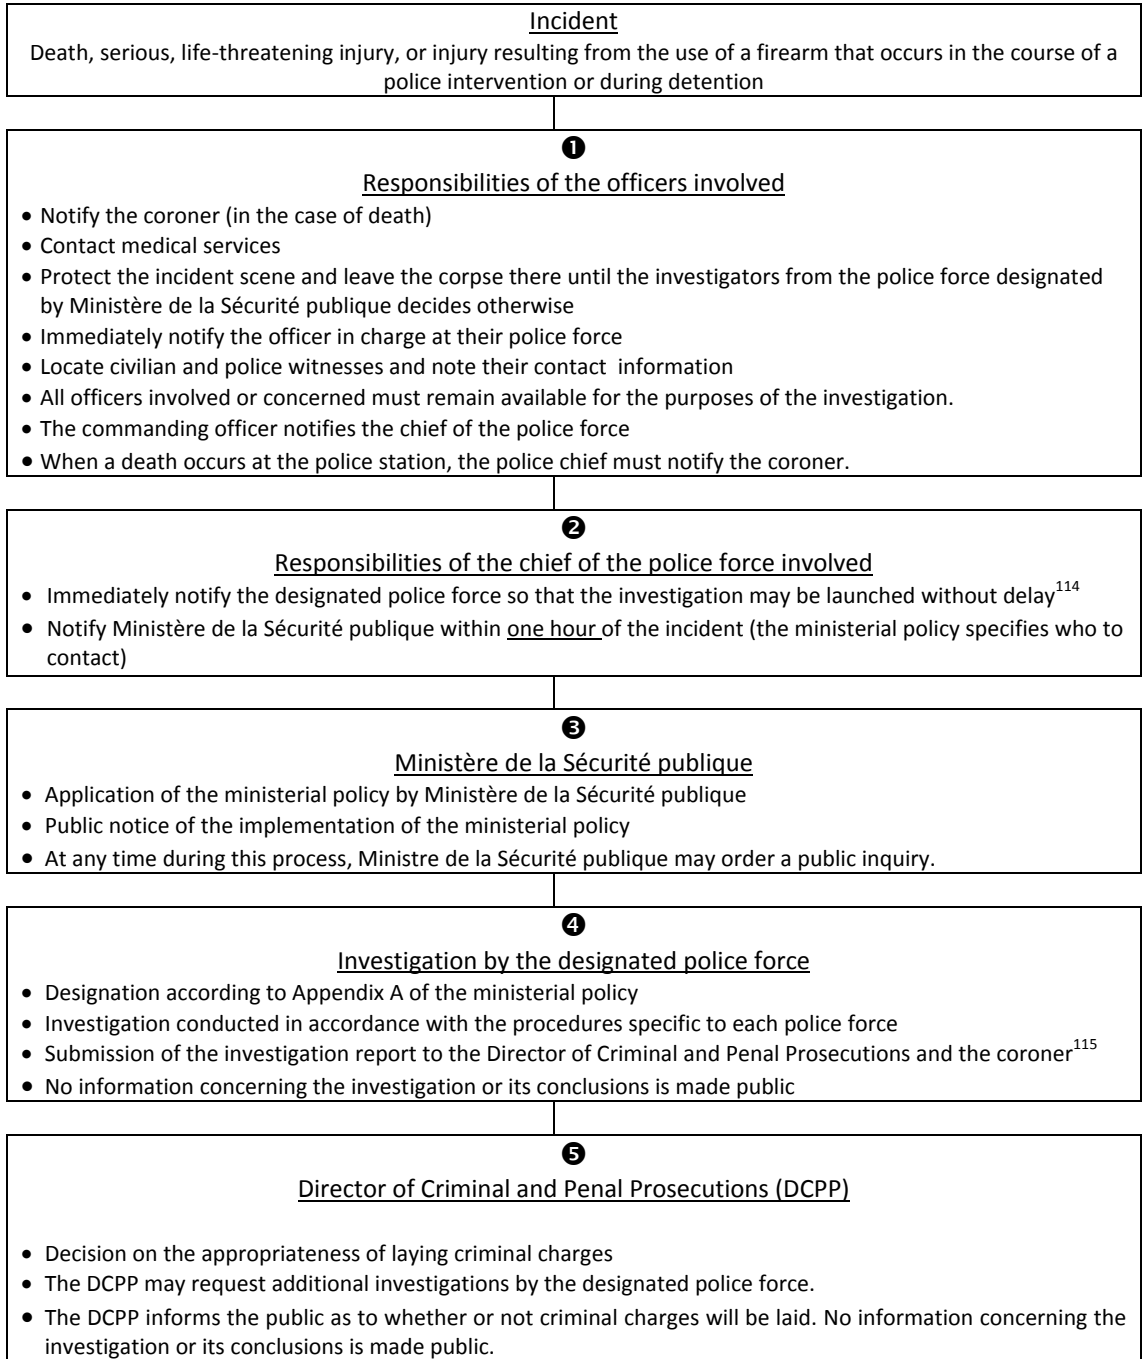 Incident
Death, serious, life-threatening injury, or injury resulting from the use of a firearm that occurs in the course of a
police intervention or during detention
❶
Responsibilities of the officers involved
• Notify the coroner (in the case of death)
• Contact medical services
• Protect the incident scene and leave the corpse there until the investigators from the police force designated
by Ministère de la Sécurité publique decides otherwise
• Immediately notify the officer in charge at their police force
• Locate civilian and police witnesses and note their contact information
• All officers involved or concerned must remain available for the purposes of the investigation.
• The commanding officer notifies the chief of the police force
• When a death occurs at the police station, the police chief must notify the coroner.
❷
Responsibilities of the chief of the police force involved
• Immediately notify the designated police force so that the investigation may be launched without delay114
• Notify Ministère de la Sécurité publique within one hour of the incident (the ministerial policy specifies who to
contact)
❸
Ministère de la Sécurité publique
• Application of the ministerial policy by Ministère de la Sécurité publique
• Public notice of the implementation of the ministerial policy
• At any time during this process, Ministre de la Sécurité publique may order a public inquiry.
❹
Investigation by the designated police force
• Designation according to Appendix A of the ministerial policy
• Investigation conducted in accordance with the procedures specific to each police force
• Submission of the investigation report to the Director of Criminal and Penal Prosecutions and the coroner115
• No information concerning the investigation or its conclusions is made public
❺
Director of Criminal and Penal Prosecutions (DCPP)
• Decision on the appropriateness of laying criminal charges
• The DCPP may request additional investigations by the designated police force.
• The DCPP informs the public as to whether or not criminal charges will be laid. No information concerning the
investigation or its conclusions is made public.